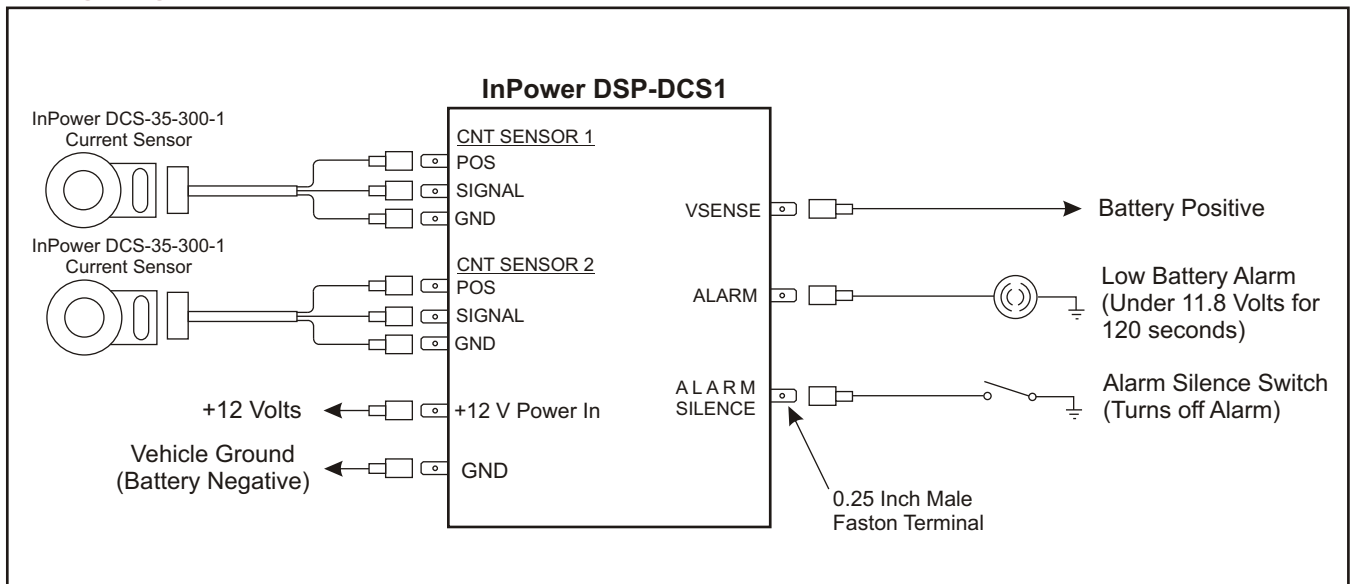 InPower DSP-DCS1
InPower DCS-35-300-1
Current Sensor
CNT SENSOR 1
POS
SIGNAL
GND
InPower DCS-35-300-1
Current Sensor
CNT SENSOR 2
POS
SIGNAL
GND
+12 Volts
+12 V Power In
Vehicle Ground
(Battery Negative)
GND
VSENSE
Battery Positive
ALARM
Low Battery Alarm
(Under 11.8 Volts for
120 seconds)
ALARM
SILENCE
Alarm Silence Switch
(Turns off Alarm)
0.25 Inch Male
Faston Terminal